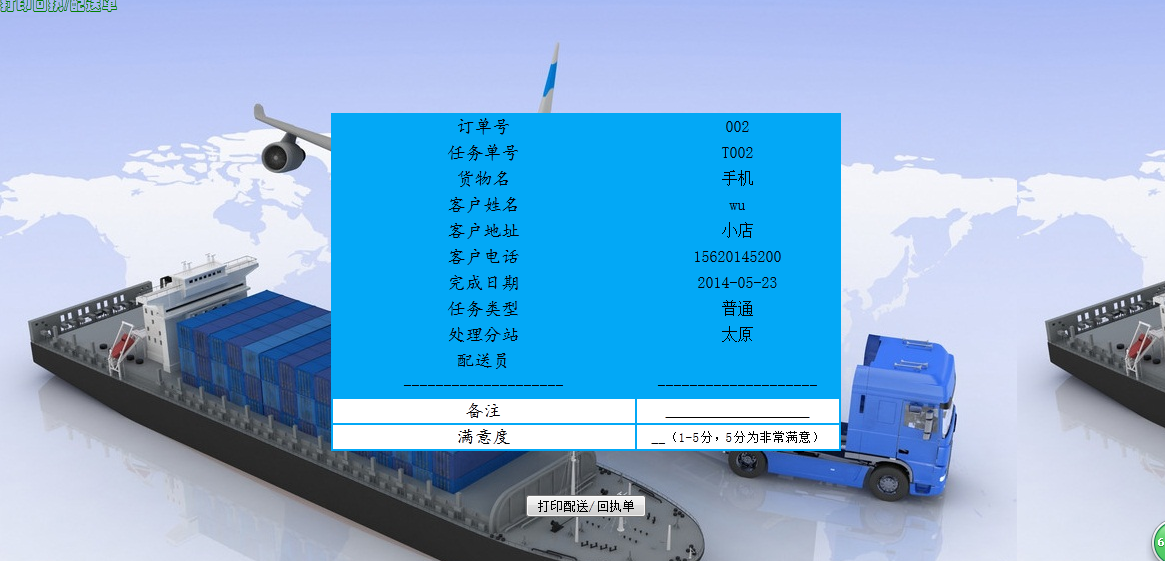 打印回执/配送单
订单号 002
任务单号 T002
货物名 手机
客户姓名 wu
客户地址 小店
客户电话 15620145200
完成日期 2014-05-23
任务类型 普通
处理分站 太原
配送员
-------------------- --------------------
备注 __________________
满意度 __（1-5分，5分为非常满意）
打印配送/回执单
6